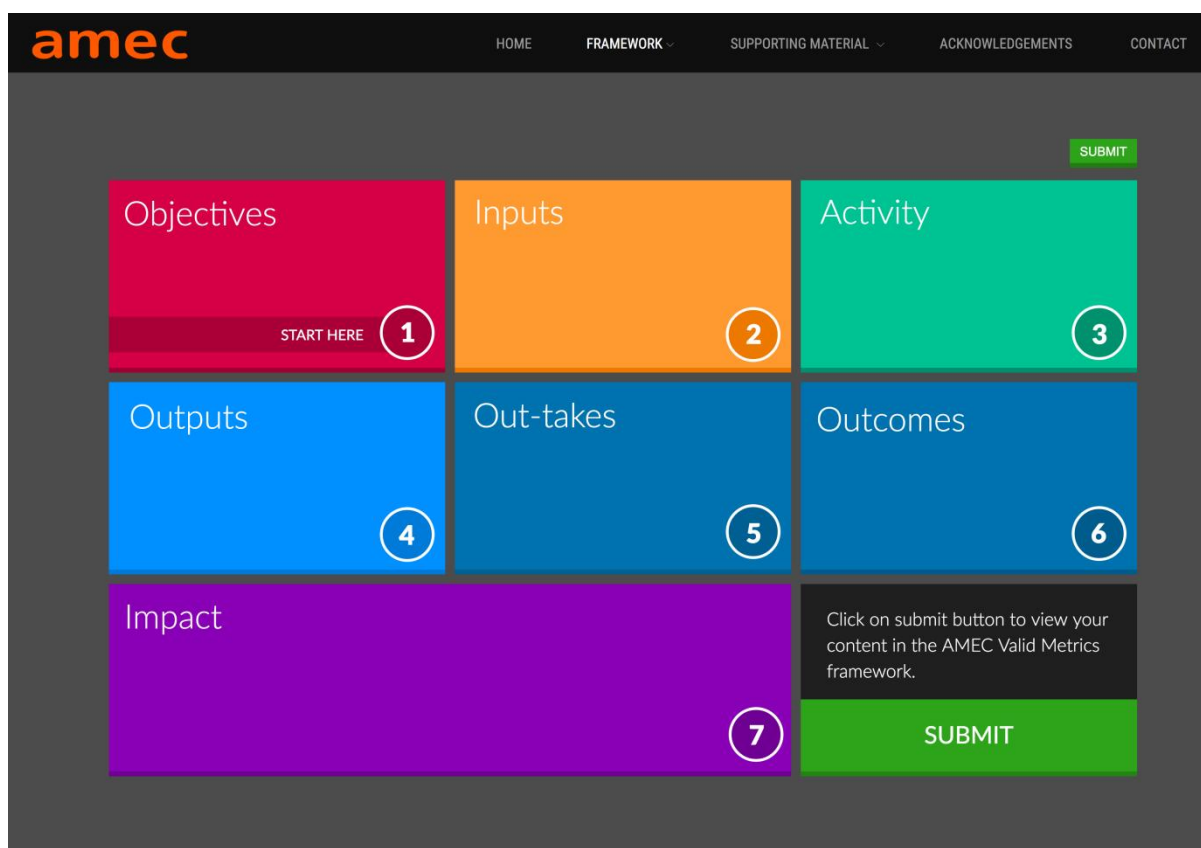 amec
HOME
FRAMEWORK
SUPPORTING MATERIAL
ACKNOWLEDGEMENTS
CONTACT
SUBMIT
Objectives
START HERE
1
Inputs
2
Activity
3
Outputs
4
Out-takes
5
Outcomes
6
Impact
7
Click on submit button to view your
content in the AMEC Valid Metrics
framework.
SUBMIT